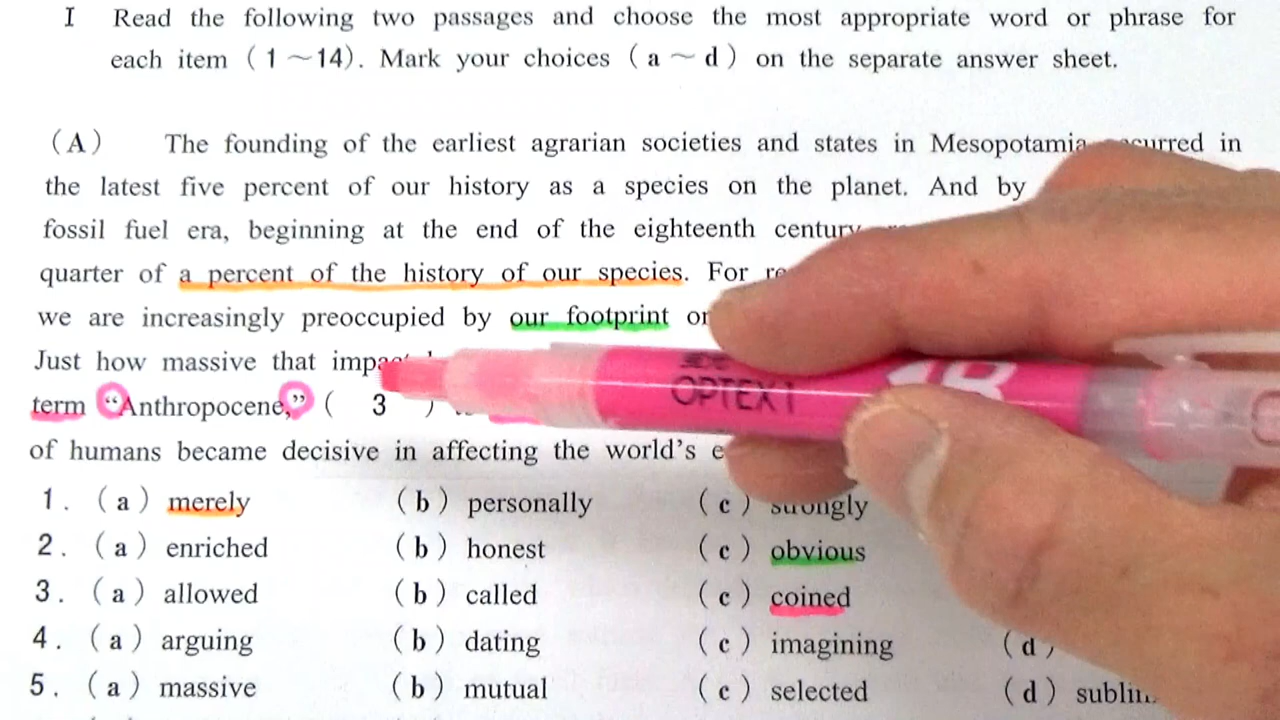 I Read the following two passages and choose the most appropriate word or phrase for
each item (1～14). Mark your choices (a～d) on the separate answer sheet.
(A) The founding of the earliest agrarian societies and states in Mesopotamia occurred in
the latest five percent of our history as a species on the planet. And by
fossil fuel era, beginning at the end of the eighteenth century
quarter of a percent of the history of our species. For
we are increasingly preoccupied by our footprint
Just how massive that impact
term “Anthropocene,” ( 3 )
of humans became decisive in affecting the world’s
1. (a) merely (b) personally (c) strongly
2. (a) enriched (b) honest (c) obvious
3. (a) allowed (b) called (c) coined
4. (a) arguing (b) dating (c) imagining (d)
5. (a) massive (b) mutual (c) selected (d)
OPTEX 1